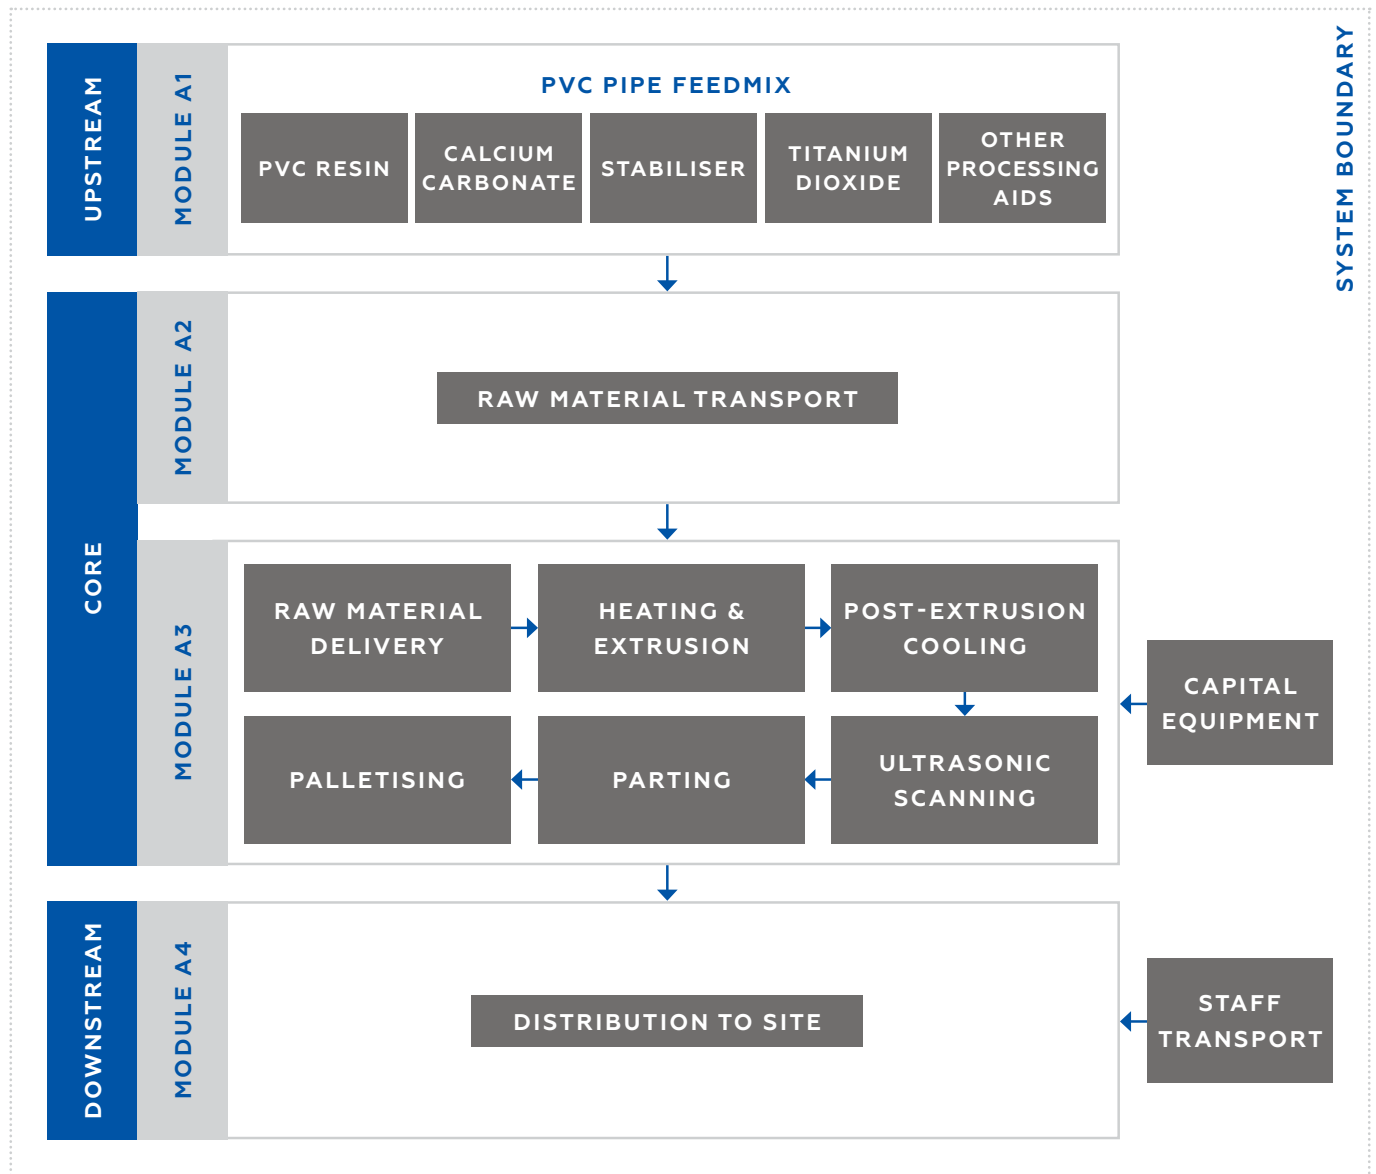 SYSTEM BOUNDARY
UPSTREAM
MODULE A1
PVC PIPE FEEDMIX
PVC RESIN
CALCIUM
CARBONATE
STABILISER
TITANIUM
DIOXIDE
OTHER
PROCESSING
AIDS
CORE
MODULE A2
RAW MATERIAL TRANSPORT
MODULE A3
RAW MATERIAL
DELIVERY
HEATING &
EXTRUSION
POST-EXTRUSION
COOLING
CAPITAL
EQUIPMENT
PALLETISING
PARTING
ULTRASONIC
SCANNING
DOWNSTREAM
MODULE A4
DISTRIBUTION TO SITE
STAFF
TRANSPORT